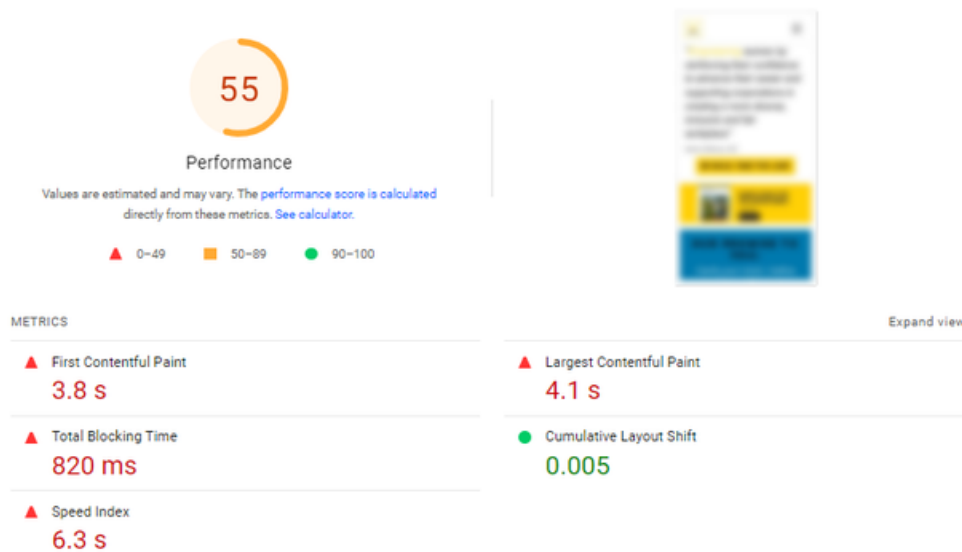 55
Performance
Values are estimated and may vary. The performance score is calculated
directly from these metrics. See calculator.
0–49
50–89
90–100
METRICS
Expand view
First Contentful Paint
3.8 s
Largest Contentful Paint
4.1 s
Total Blocking Time
820 ms
Cumulative Layout Shift
0.005
Speed Index
6.3 s